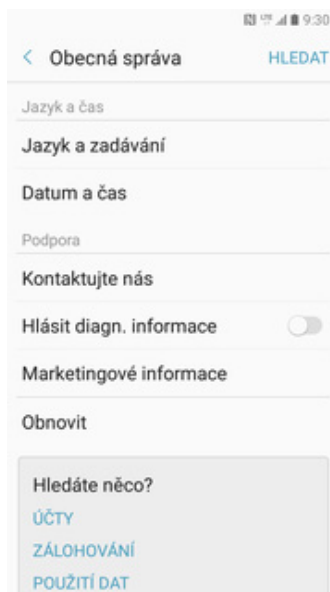 9:30
Obecná správa HLEDAT
Jazyk a čas
Jazyk a zadávání
Datum a čas
Podpora
Kontaktujte nás
Hlásit diagn. informace
Marketingové informace
Obnovit
Hledáte něco?
ÚČTY
ZÁLOHOVÁNÍ
POUŽITÍ DAT